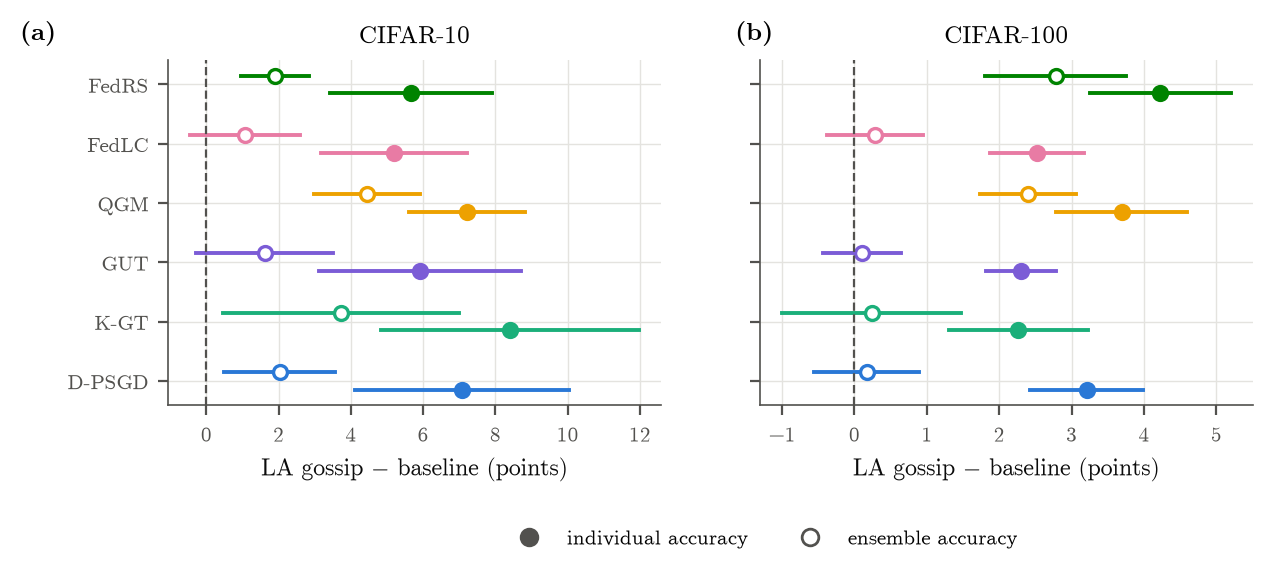 (a)
CIFAR-10
FedRS
FedLC
QGM
GUT
K-GT
D-PSGD
0 2 4 6 8 10 12
LA gossip − baseline (points)
(b)
CIFAR-100
−1 0 1 2 3 4 5
LA gossip − baseline (points)
individual accuracy
ensemble accuracy